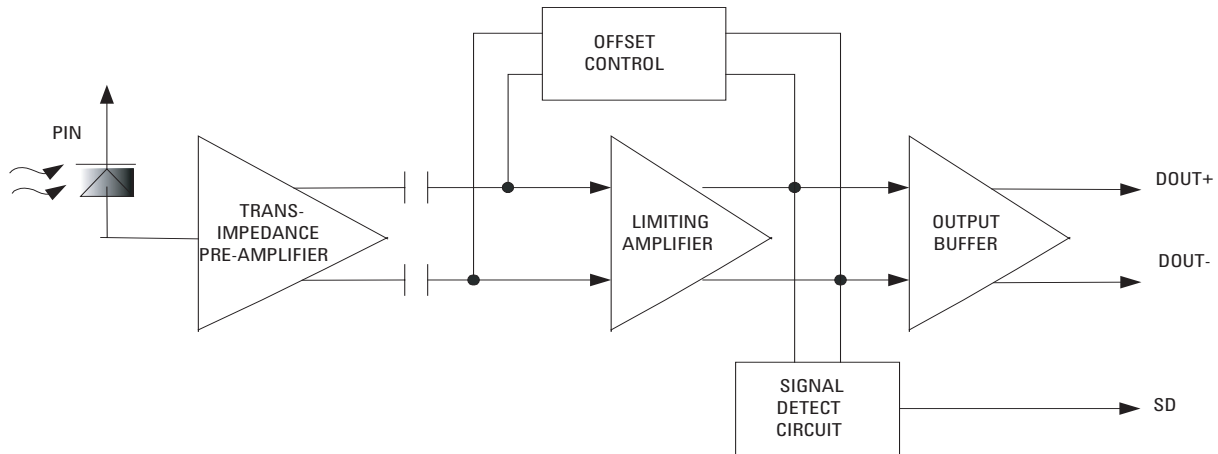 OFFSET
CONTROL
PIN
TRANS-
IMPEDANCE
PRE-AMPLIFIER
LIMITING
AMPLIFIER
OUTPUT
BUFFER
DOUT+
DOUT-
SIGNAL
DETECT
CIRCUIT
SD